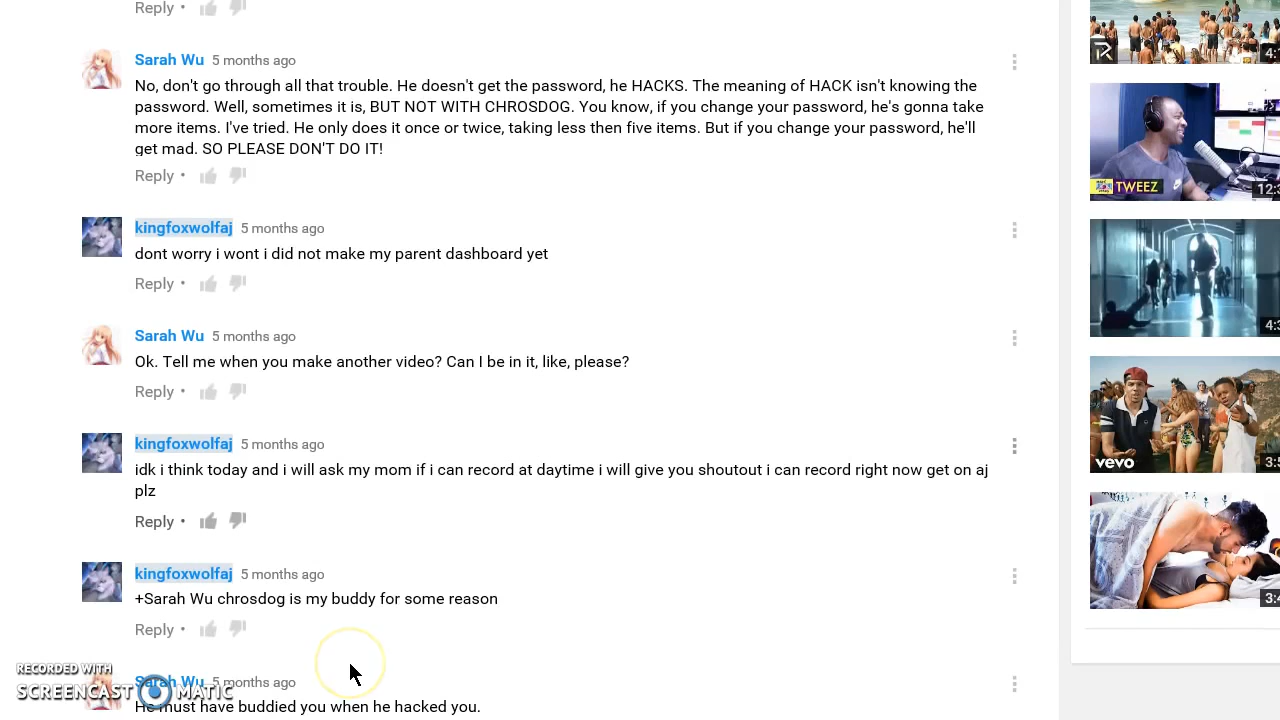 Reply •
Sarah Wu 5 months ago
No, don't go through all that trouble. He doesn't get the password, he HACKS. The meaning of HACK isn't knowing the
password. Well, sometimes it is, BUT NOT WITH CHROSDOG. You know, if you change your password, he's gonna take
more items. I've tried. He only does it once or twice, taking less then five items. But if you change your password, he'll
get mad. SO PLEASE DON'T DO IT!
Reply •
kingfoxwolfaj 5 months ago
dont worry i wont i did not make my parent dashboard yet
Reply •
Sarah Wu 5 months ago
Ok. Tell me when you make another video? Can I be in it, like, please?
Reply •
kingfoxwolfaj 5 months ago
idk i think today and i will ask my mom if i can record at daytime i will give you shoutout i can record right now get on aj
plz
Reply •
kingfoxwolfaj 5 months ago
+Sarah Wu chrosdog is my buddy for some reason
Reply •
Sarah Wu 5 months ago
He must have buddied you when he hacked you.
RECORDED WITH
SCREENCAST MATIC
TWEEZ
vevo